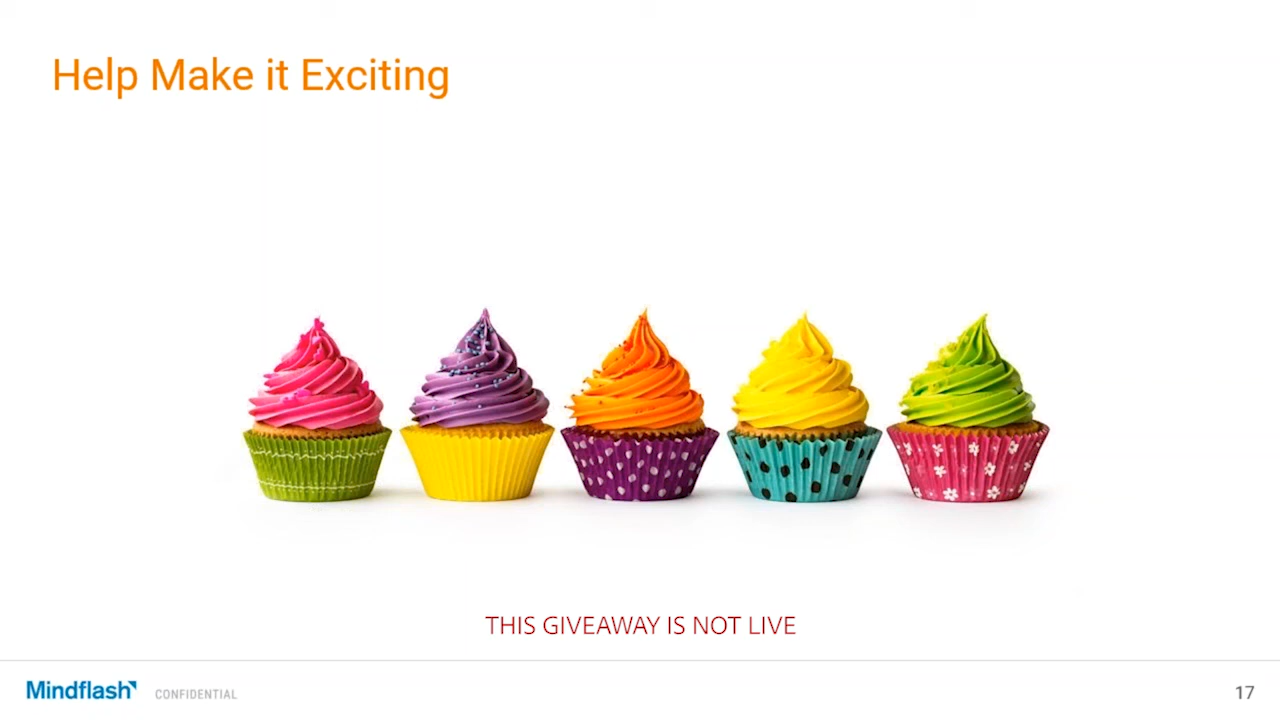 Help Make it Exciting
THIS GIVEAWAY IS NOT LIVE
Mindflash CONFIDENTIAL
17